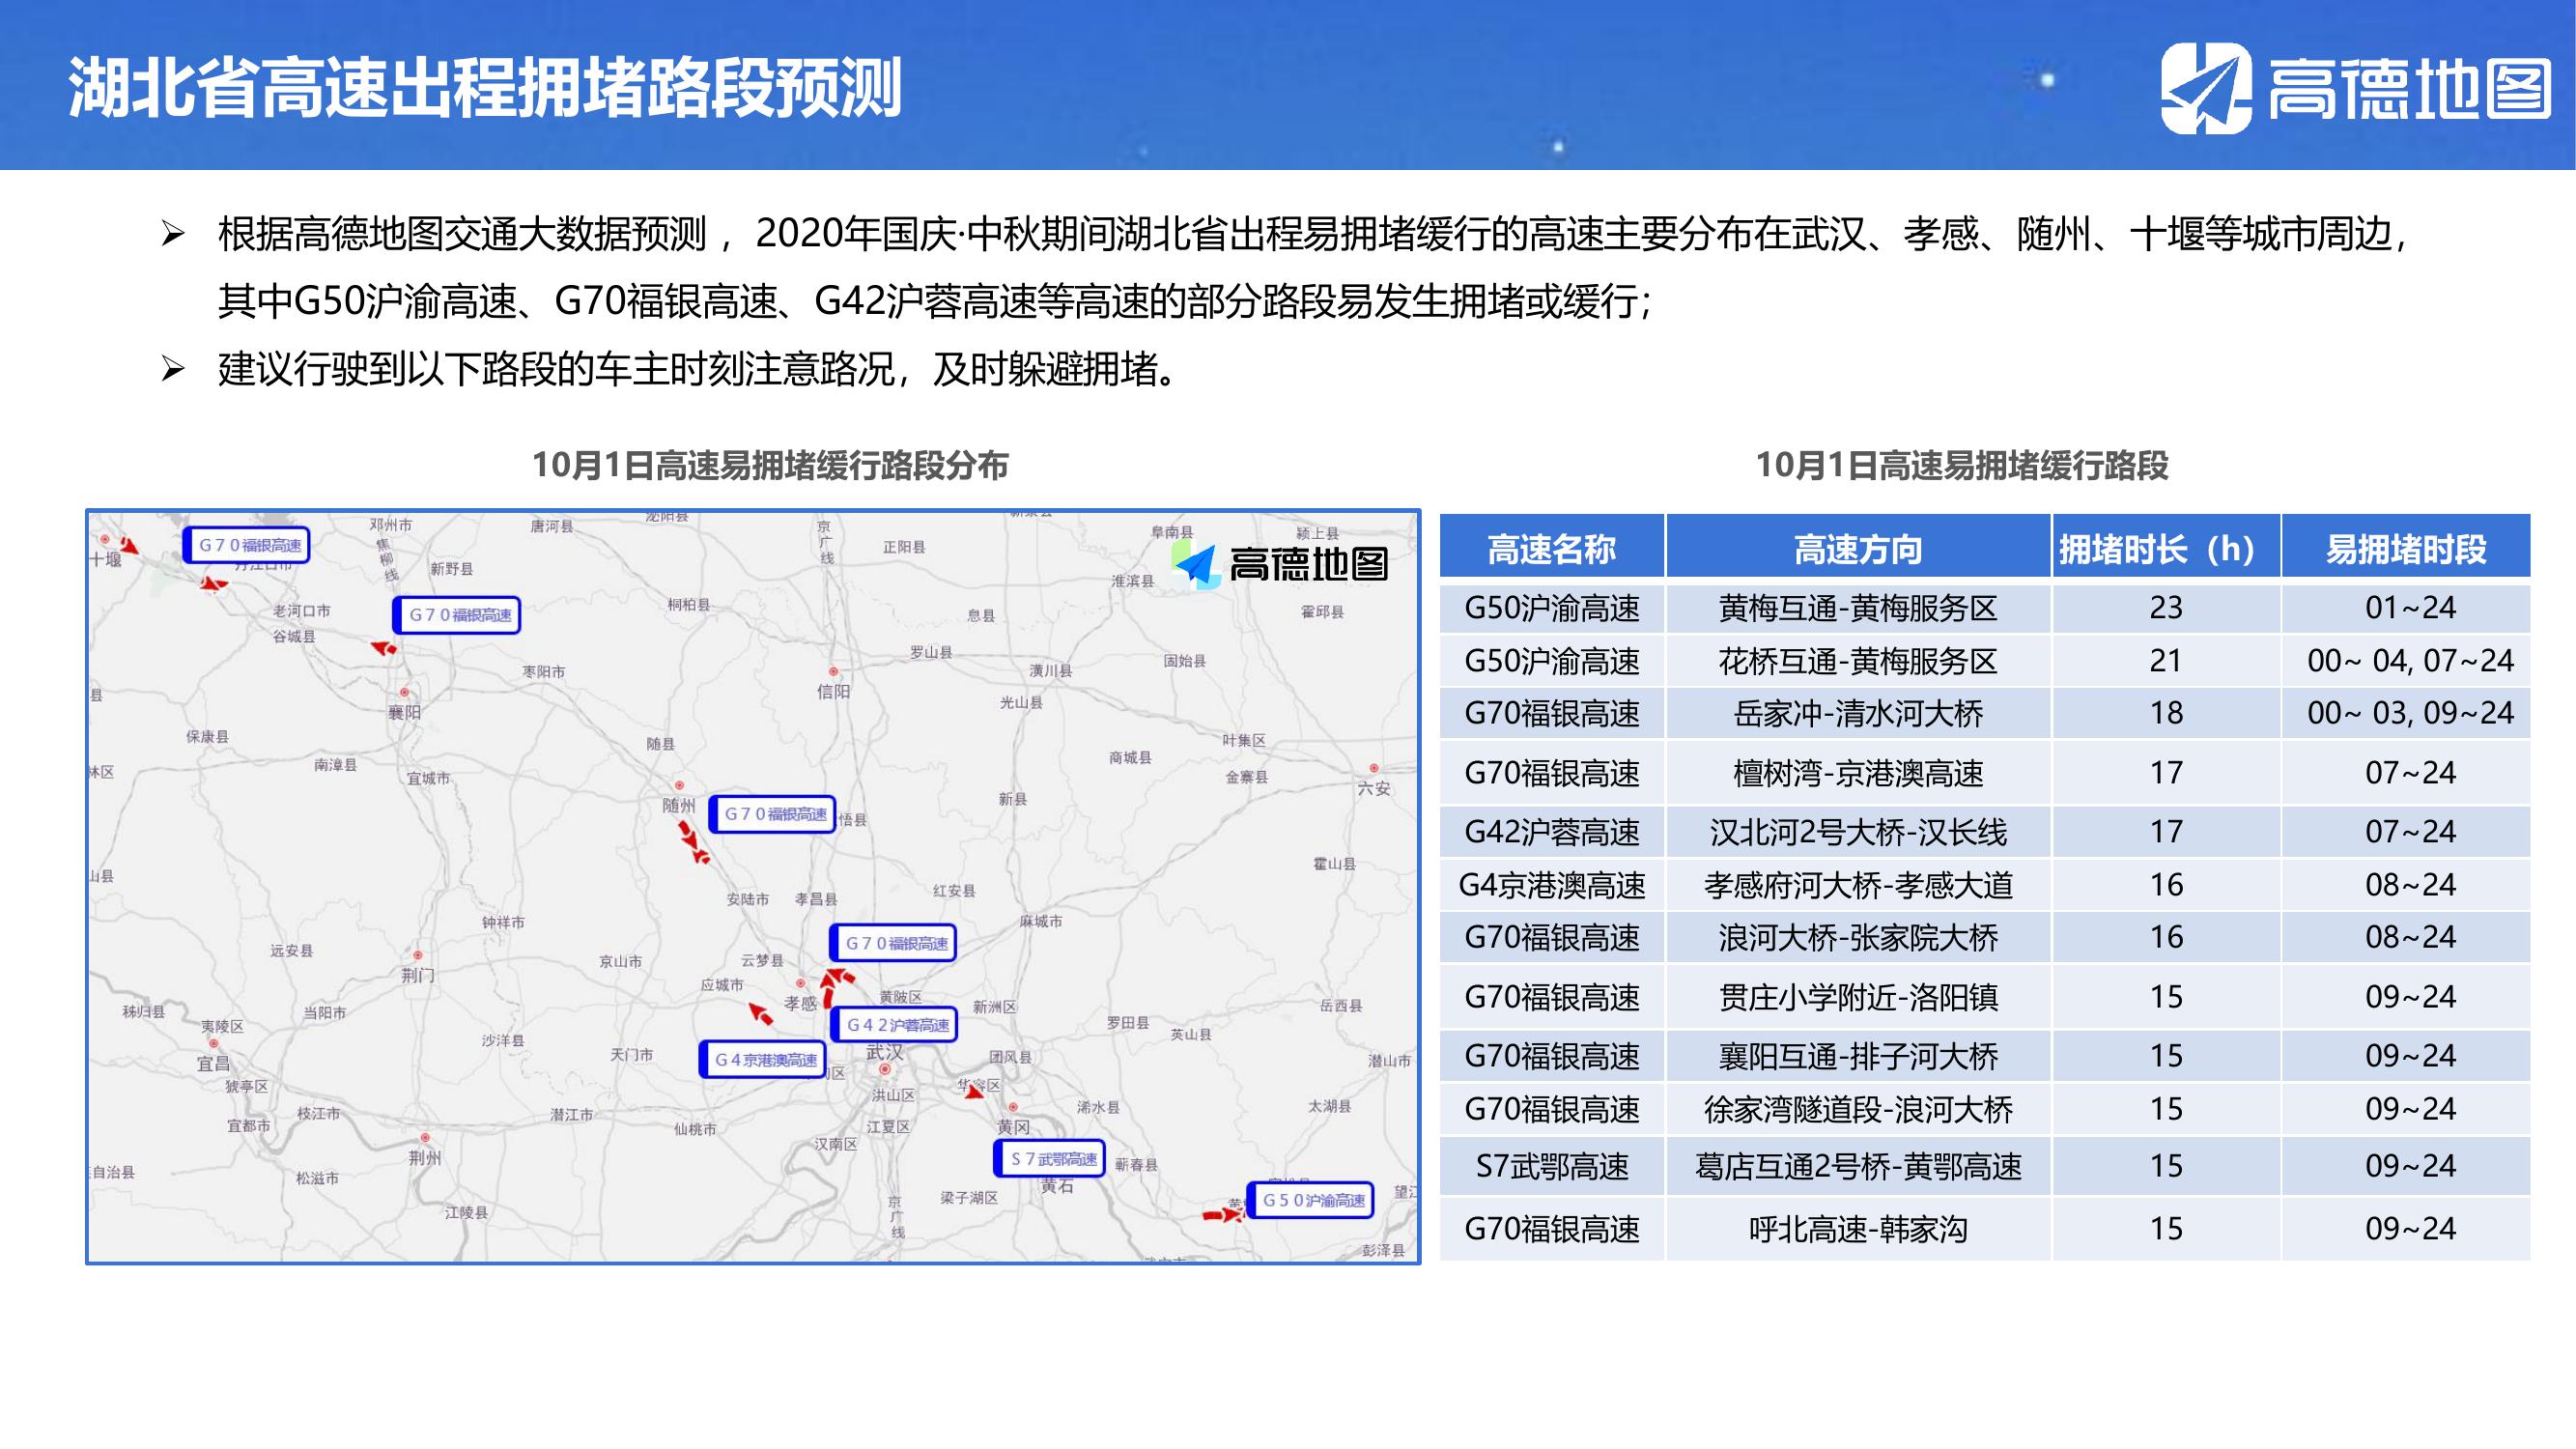 湖北省高速出程拥堵路段预测
高德地图
根据高德地图交通大数据预测，2020年国庆·中秋期间湖北省出程易拥堵缓行的高速主要分布在武汉、孝感、随州、十堰等城市周边，
其中G50沪渝高速、G70福银高速、G42沪蓉高速等高速的部分路段易发生拥堵或缓行；
建议行驶到以下路段的车主时刻注意路况，及时躲避拥堵。
10月1日高速易拥堵缓行路段分布
邓州市
唐河县
泌阳县
京广线
正阳县
阜南县
颍上县
十堰
G70福银高速
焦柳线
新野县
高德地图
淮滨县
老河口市
G70福银高速
桐柏县
息县
霍邱县
谷城县
枣阳市
罗山县
潢川县
固始县
县
襄阳
信阳
光山县
保康县
随县
叶集区
林区
南漳县
宜城市
商城县
金寨县
六安
随州
G70福银高速
悟县
新县
山县
霍山县
安陆市
孝昌县
红安县
钟祥市
麻城市
远安县
荆门
京山市
云梦县
G70福银高速
应城市
孝感
黄陂区
新洲区
岳西县
秭归县
当阳市
夷陵区
G42沪蓉高速
罗田县
英山县
沙洋县
天门市
武汉
团风县
宜昌
G4京港澳高速
区
潜山市
猇亭区
华容区
洪山区
枝江市
潜江市
浠水县
太湖县
宜都市
仙桃市
江夏区
黄冈
荆州
汉南区
S7武鄂高速
蕲春县
自治县
松滋市
黄石
梁子湖区
G50沪渝高速
望江
江陵县
京广线
彭泽县
10月1日高速易拥堵缓行路段
高速名称 高速方向 拥堵时长（h） 易拥堵时段
G50沪渝高速 黄梅互通-黄梅服务区 23 01~24
G50沪渝高速 花桥互通-黄梅服务区 21 00~ 04, 07~24
G70福银高速 岳家冲-清水河大桥 18 00~ 03, 09~24
G70福银高速 檀树湾-京港澳高速 17 07~24
G42沪蓉高速 汉北河2号大桥-汉长线 17 07~24
G4京港澳高速 孝感府河大桥-孝感大道 16 08~24
G70福银高速 浪河大桥-张家院大桥 16 08~24
G70福银高速 贯庄小学附近-洛阳镇 15 09~24
G70福银高速 襄阳互通-排子河大桥 15 09~24
G70福银高速 徐家湾隧道段-浪河大桥 15 09~24
S7武鄂高速 葛店互通2号桥-黄鄂高速 15 09~24
G70福银高速 呼北高速-韩家沟 15 09~24